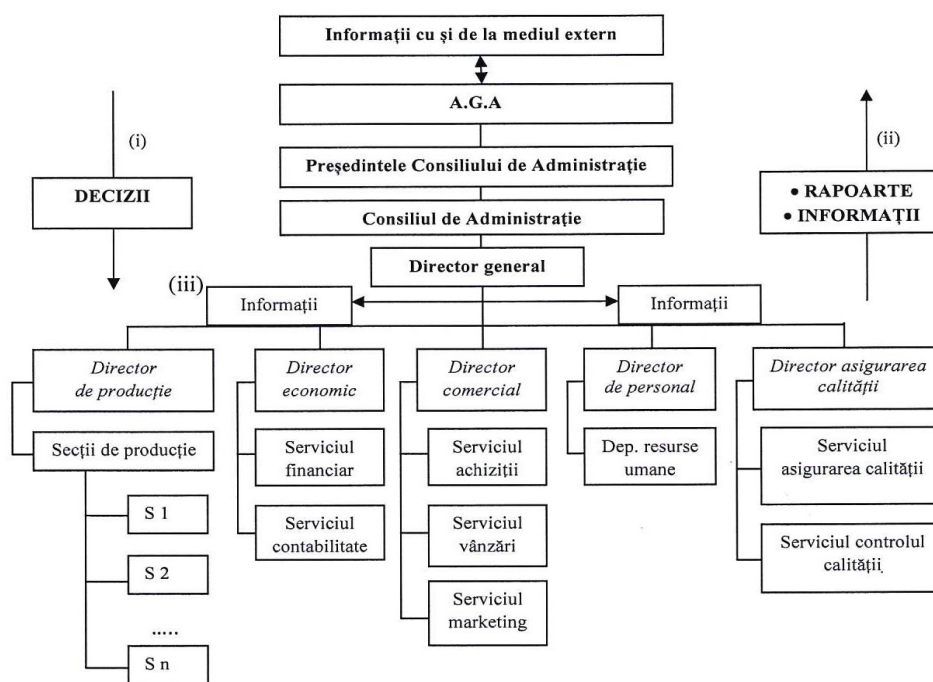 Informații cu și de la mediul extern
A.G.A
(i)
(ii)
Președintele Consiliului de Administrație
DECIZII
• RAPOARTE
• INFORMAȚII
Consiliul de Administrație
Director general
(iii)
Informații
Informații
Director
de producție
Director
economic
Director
comercial
Director
de personal
Director asigurarea
calității
Secții de producție
Serviciul
financiar
Serviciul
achiziții
Dep. resurse
umane
Serviciul
asigurarea calității
S 1
Serviciul
contabilitate
Serviciul
vânzări
Serviciul controlul
calității
S 2
Serviciul
marketing
.....
S n